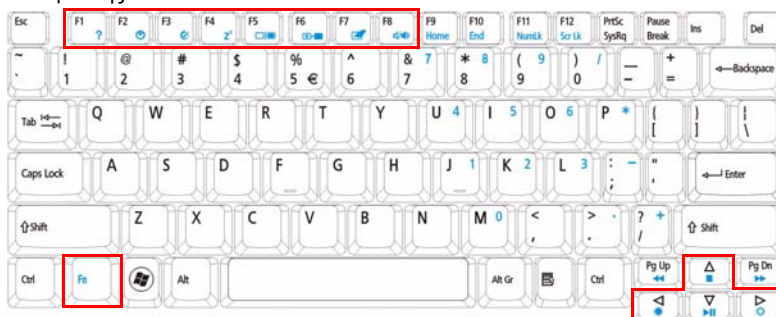 Esc F1 ? F2 F3 F4 Z F5 F6 F7 F8 F9 Home F10 End F11 NumLk F12 Scr Lk PrtSc SysRq Pause Break Ins Del
~ ` ! 1 @ 2 # 3 $ 4 % 5 € ^ 6 & 7 7 * 8 8 ( 9 9 ) 0 / _ - + = Backspace
Tab Q W E R T Y U 4 I 5 O 6 P * { [ } ] | \
Caps Lock A S D F G H J 1 K 2 L 3 : ; - " ' Enter
Shift Z X C V B N M 0 < , > . . ? / + Shift
Ctrl Fn Alt Alt Gr Ctrl Pg Up Pg Dn